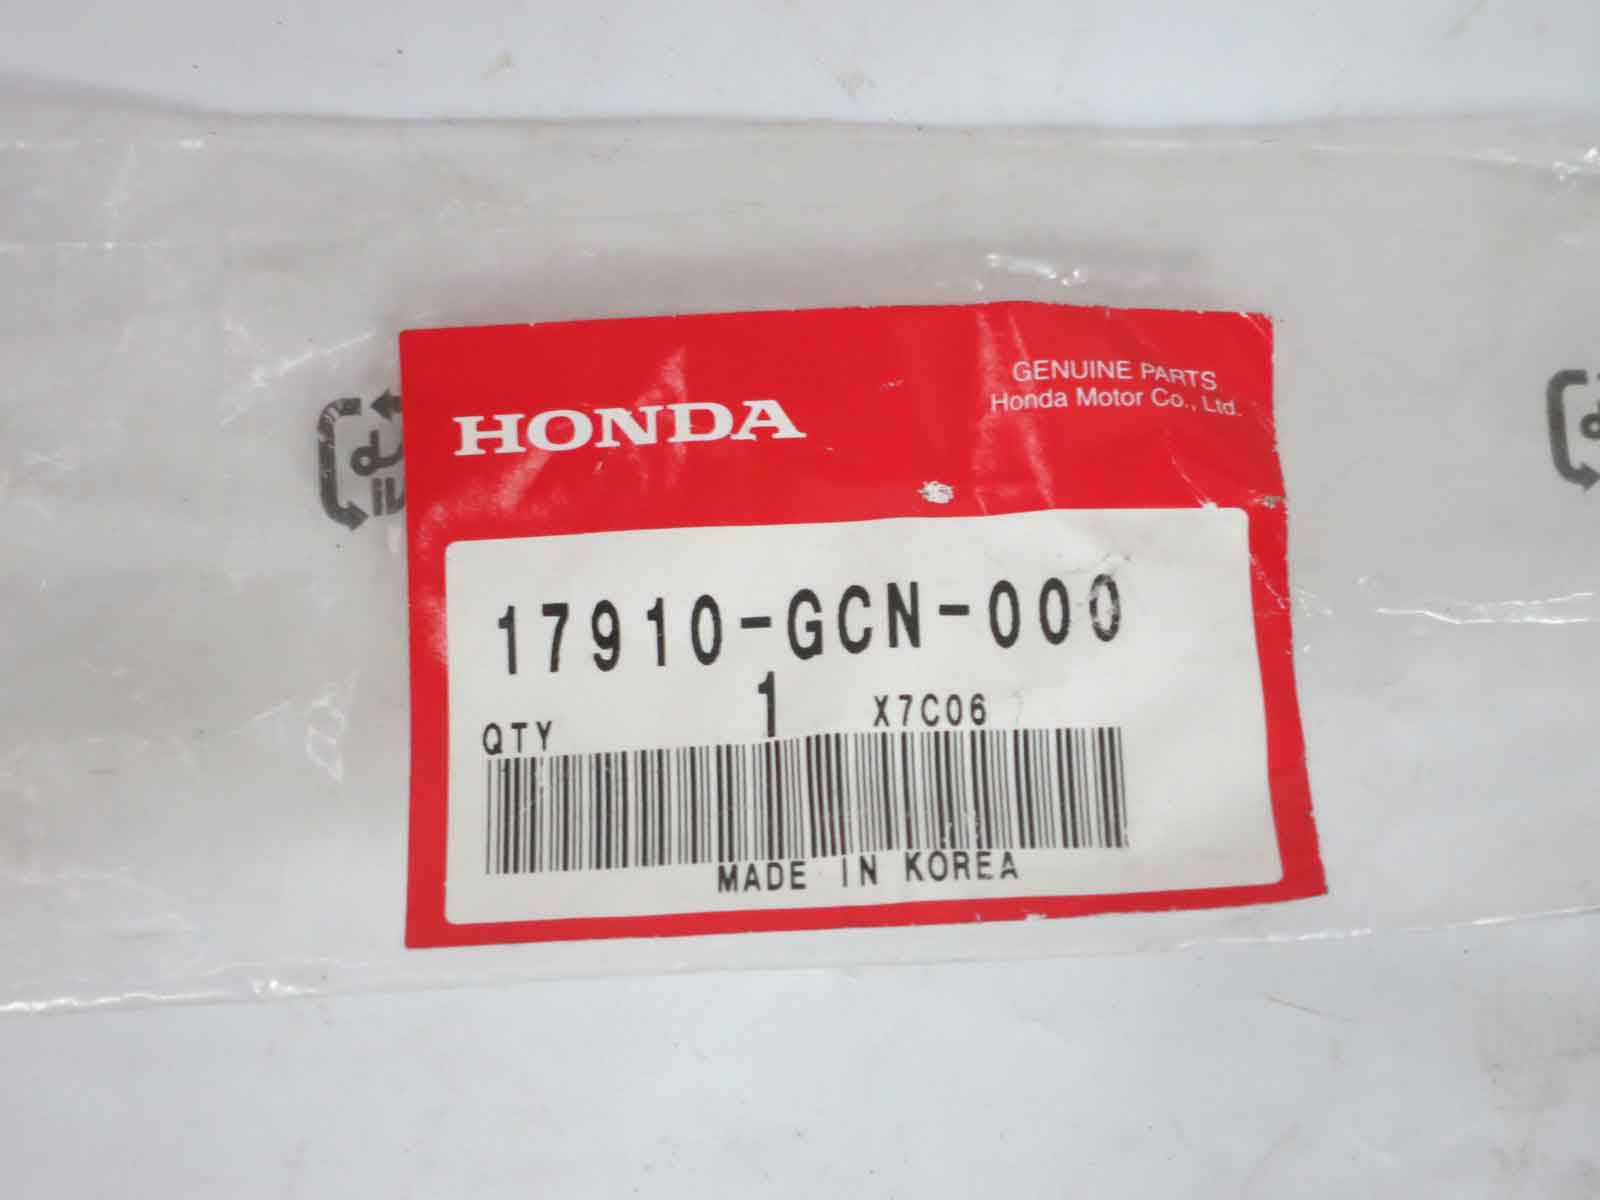 HONDA
GENUINE PARTS
Honda Motor Co., Ltd.
17910-GCN-000
QTY 1 X7C06
MADE IN KOREA